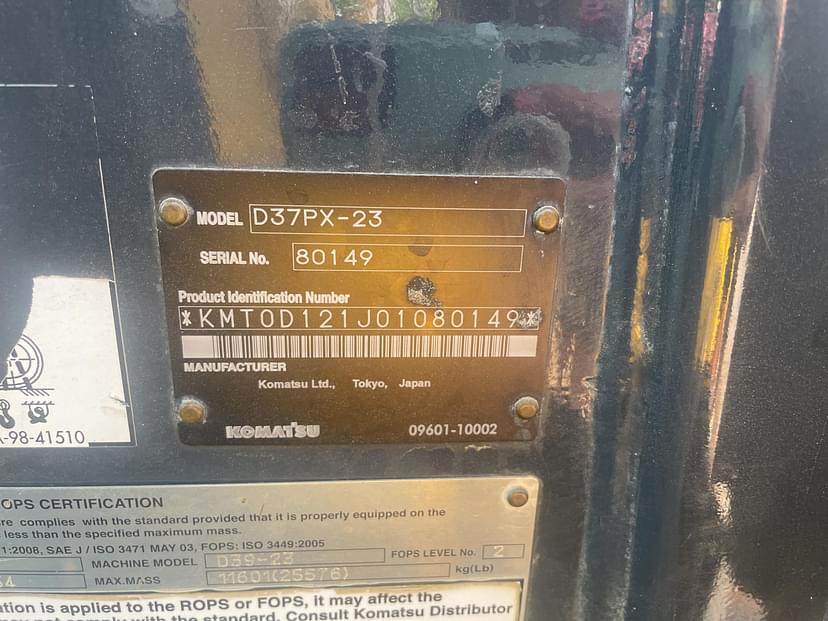 MODEL D37PX-23
SERIAL No. 80149
Product Identification Number
*KMT0D121J01080149*
MANUFACTURER
Komatsu Ltd., Tokyo, Japan
KOMATSU 09601-10002
-98-41510
OPS CERTIFICATION
re complies with the standard provided that it is properly equipped on the
less than the specified maximum mass.
1:2008, SAE J / ISO 3471 MAY 03, FOPS: ISO 3449:2005
MACHINE MODEL D39-23 FOPS LEVEL No. 2
MAX.MASS 11601(25576) kg(Lb)
ation is applied to the ROPS or FOPS, it may affect the
may not comply with the standard. Consult Komatsu Distributor